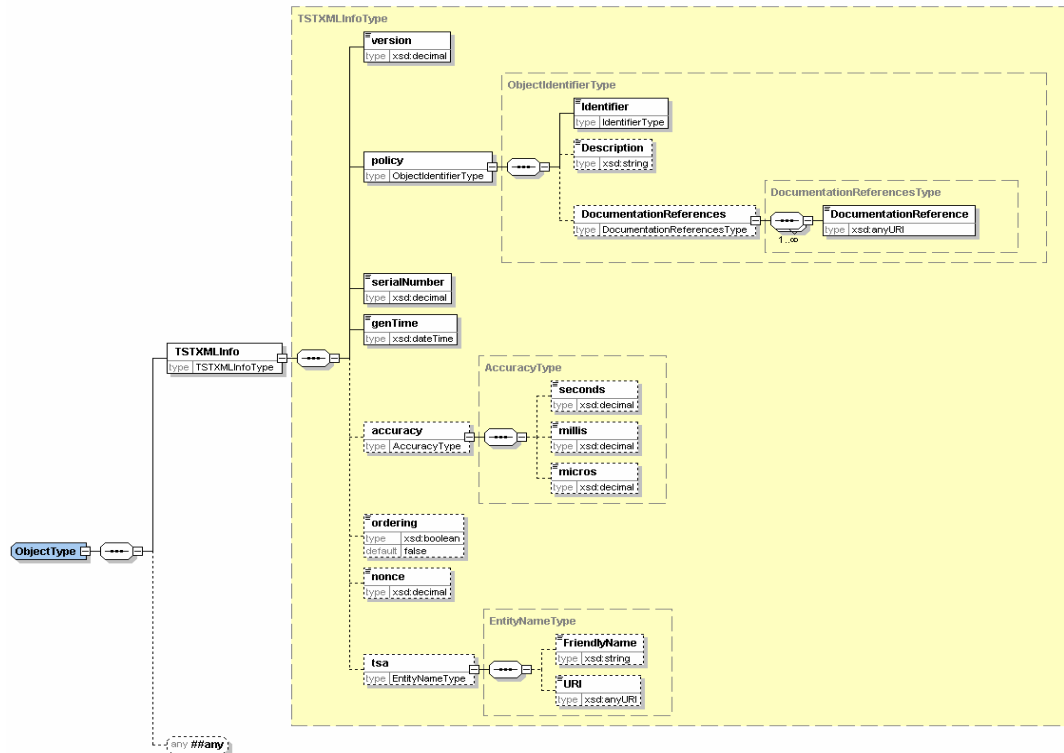 TSTXMLInfoType
version
type xsd:decimal
ObjectIdentifierType
Identifier
type IdentifierType
Description
type xsd:string
policy
type ObjectIdentifierType
DocumentationReferencesType
DocumentationReferences
type DocumentationReferencesType
DocumentationReference
type xsd:anyURI
1..∞
serialNumber
type xsd:decimal
genTime
type xsd:dateTime
TSTXMLInfo
type TSTXMLInfoType
AccuracyType
seconds
type xsd:decimal
accuracy
type AccuracyType
millis
type xsd:decimal
micros
type xsd:decimal
ordering
type xsd:boolean
default false
ObjectType
nonce
type xsd:decimal
EntityNameType
FriendlyName
type xsd:string
tsa
type EntityNameType
URI
type xsd:anyURI
any ##any